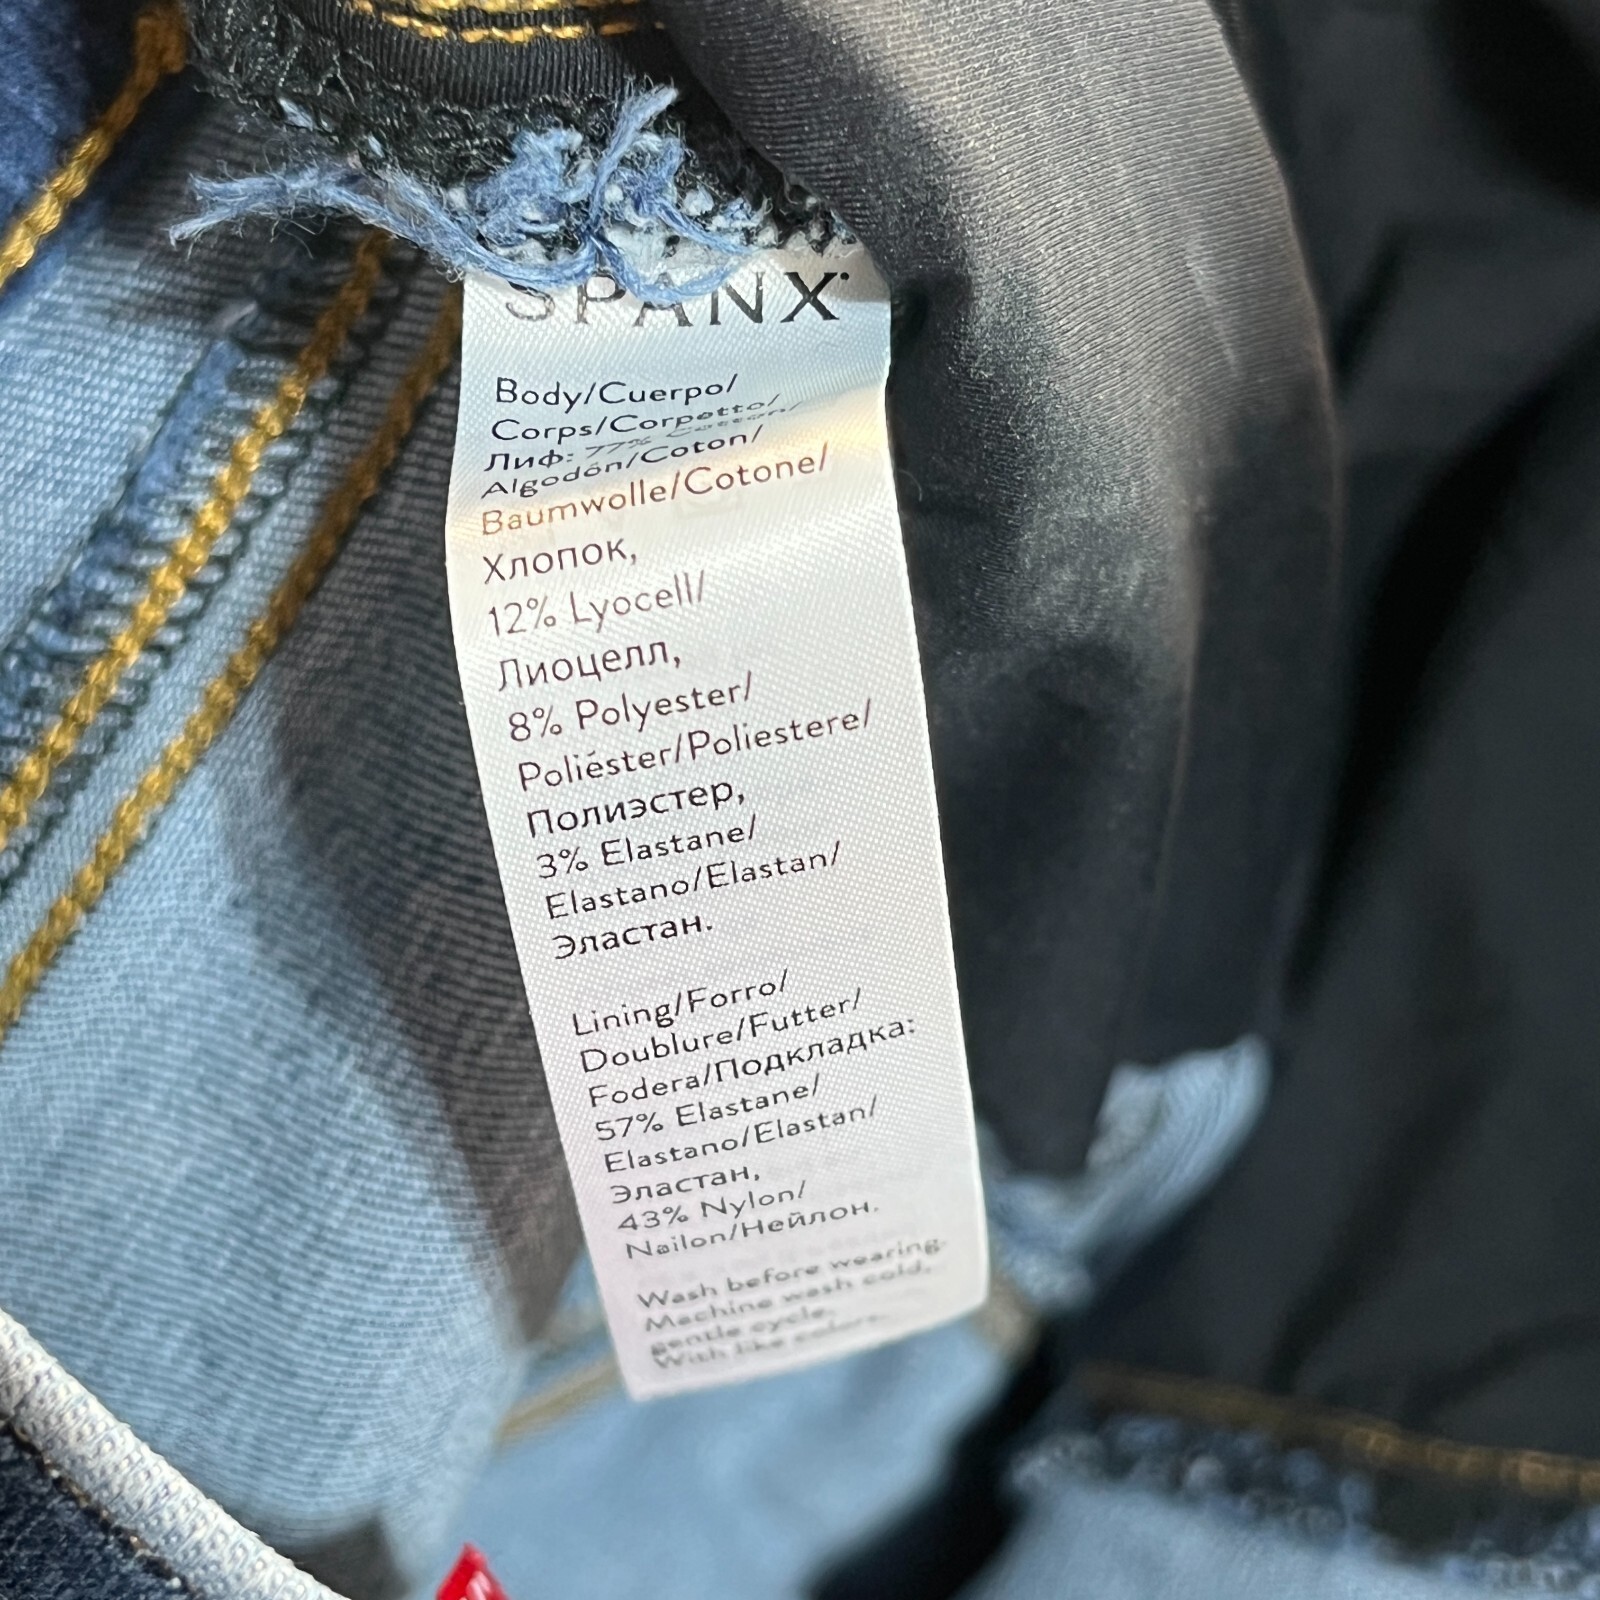 SPANX
Body/Cuerpo/
Corps/Corpetto/
Лиф: 77% Cotton/
Algodón/Coton/
Baumwolle/Cotone/
Хлопок,
12% Lyocell/
Лиоцелл,
8% Polyester/
Poliéster/Poliestere/
Полиэстер,
3% Elastane/
Elastano/Elastan/
Эластан.
Lining/Forro/
Doublure/Futter/
Fodera/Подкладка:
57% Elastane/
Elastano/Elastan/
Эластан,
43% Nylon/
Nailon/Нейлон.
Wash before wearing.
Machine wash cold,
gentle cycle.
With like colors.